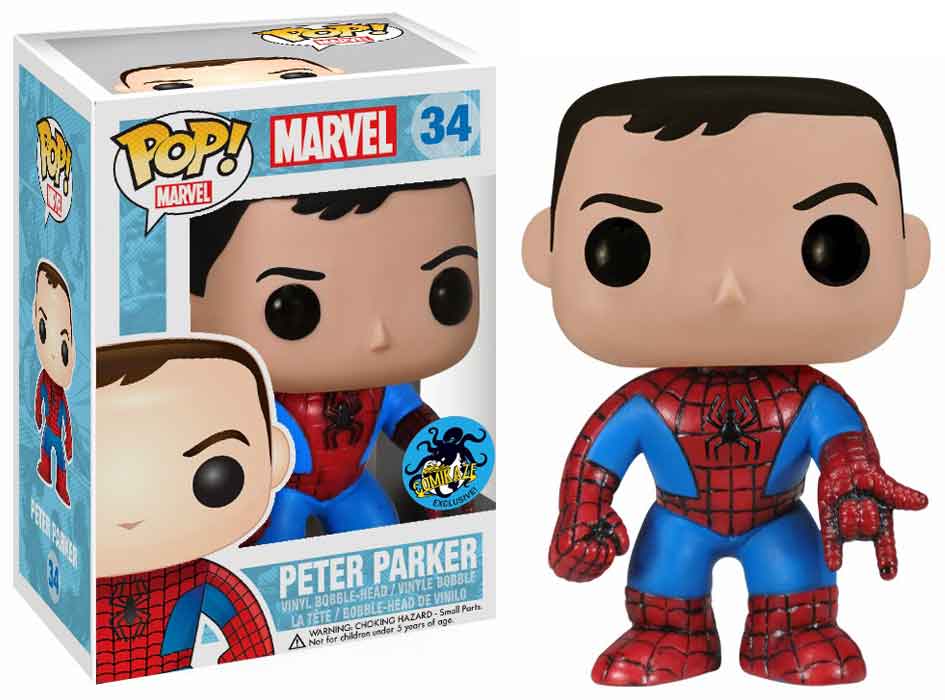 POP!
POP!
MARVEL
MARVEL
34
POP!
PETER PARKER
34
COMIKAZE
EXCLUSIVE!
PETER PARKER
VINYL BOBBLE-HEAD / VINYLE BOBBLE
LA TÊTE / BOBBLE-HEAD DE VINILO
WARNING: CHOKING HAZARD - Small Parts.
Not for children under 3 years of age.